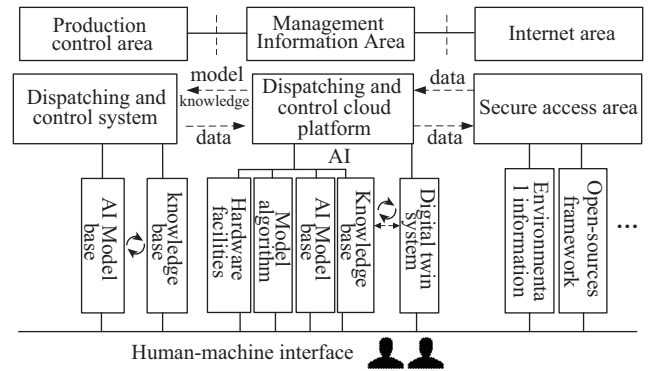 Production
control area
Management
Information Area
Internet area
Dispatching and
control system
model
knowledge
data
Dispatching and
control cloud
platform
data
data
Secure access area
AI
AI Model
base
knowledge base
Hardware
facilities
Model
algorithm
AI Model
base
Knowledge
base
Digital twin
system
Environmenta
l information
Open-sources
framework
...
Human-machine interface